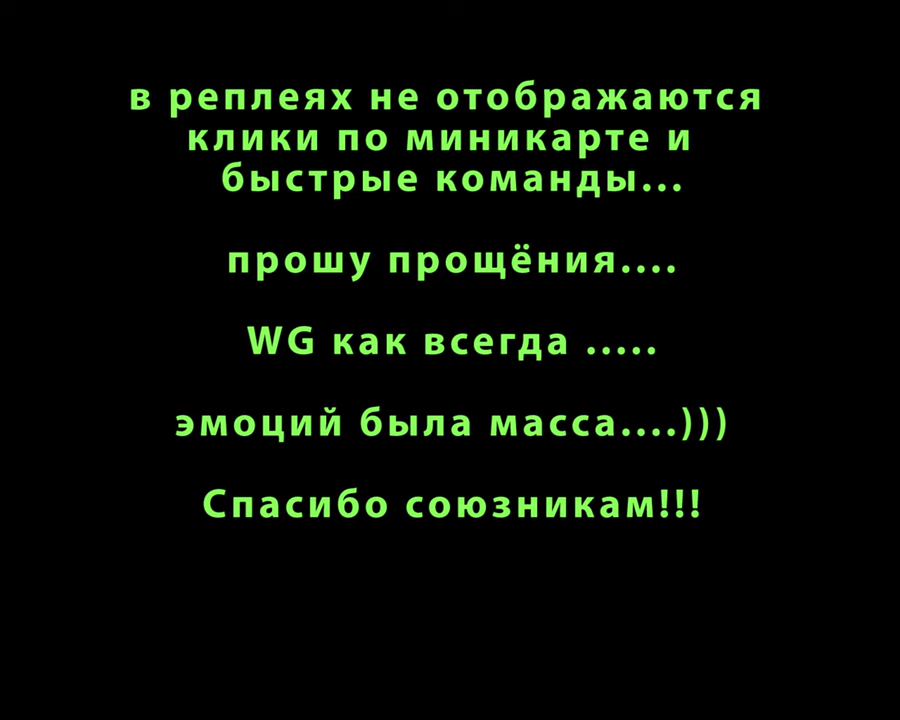 в реплеях не отображаются
клики по миникарте и
быстрые команды...
прошу прощёния....
WG как всегда .....
эмоций была масса....)))
Спасибо союзникам!!!